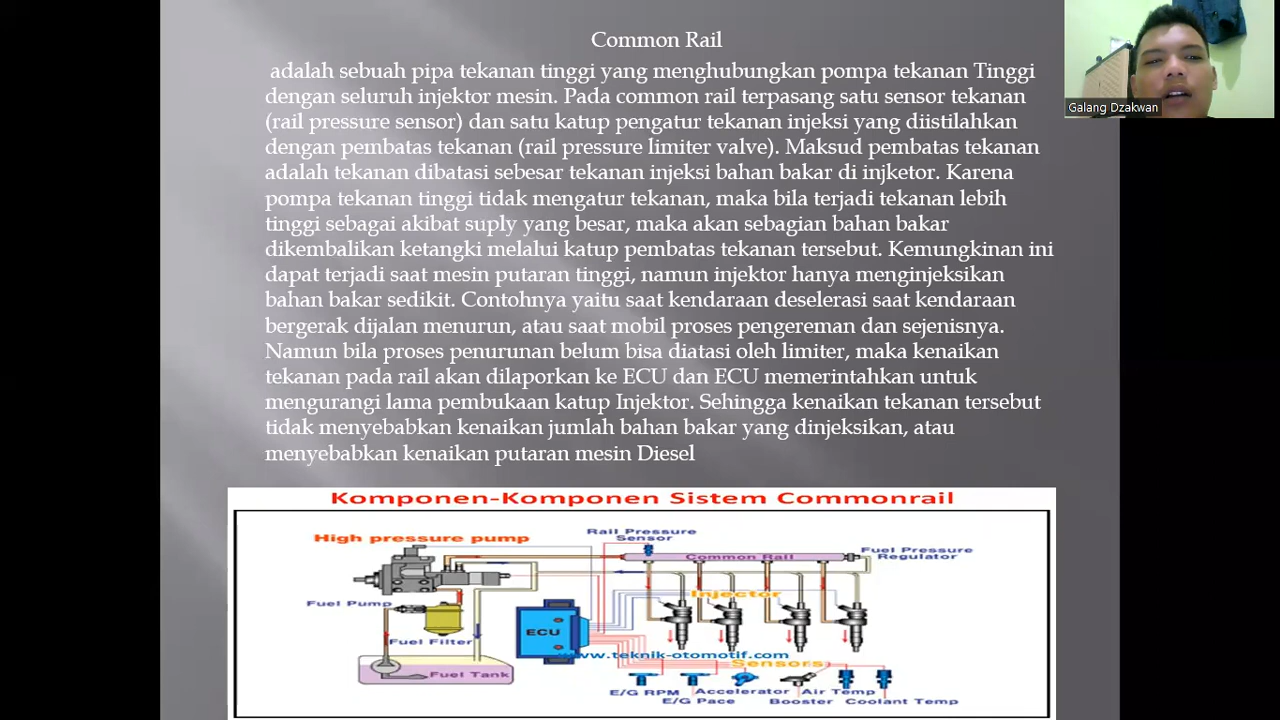 Common Rail
adalah sebuah pipa tekanan tinggi yang menghubungkan pompa tekanan Tinggi
dengan seluruh injektor mesin. Pada common rail terpasang satu sensor tekanan
(rail pressure sensor) dan satu katup pengatur tekanan injeksi yang diistilahkan
dengan pembatas tekanan (rail pressure limiter valve). Maksud pembatas tekanan
adalah tekanan dibatasi sebesar tekanan injeksi bahan bakar di injketor. Karena
pompa tekanan tinggi tidak mengatur tekanan, maka bila terjadi tekanan lebih
tinggi sebagai akibat suply yang besar, maka akan sebagian bahan bakar
dikembalikan ketangki melalui katup pembatas tekanan tersebut. Kemungkinan ini
dapat terjadi saat mesin putaran tinggi, namun injektor hanya menginjeksikan
bahan bakar sedikit. Contohnya yaitu saat kendaraan deselerasi saat kendaraan
bergerak dijalan menurun, atau saat mobil proses pengereman dan sejenisnya.
Namun bila proses penurunan belum bisa diatasi oleh limiter, maka kenaikan
tekanan pada rail akan dilaporkan ke ECU dan ECU memerintahkan untuk
mengurangi lama pembukaan katup Injektor. Sehingga kenaikan tekanan tersebut
tidak menyebabkan kenaikan jumlah bahan bakar yang dinjeksikan, atau
menyebabkan kenaikan putaran mesin Diesel
Galang Dzakwan
Komponen-Komponen Sistem Commonrail
High pressure pump
Rail Pressure
Sensor
Common Rail
Fuel Pressure
Regulator
Fuel Pump
Injector
Fuel Filter
ECU
www.teknik-otomotif.com
Sensors
Fuel Tank
E/G RPM
E/G Pace
Accelerator
Booster
Air Temp
Coolant Temp